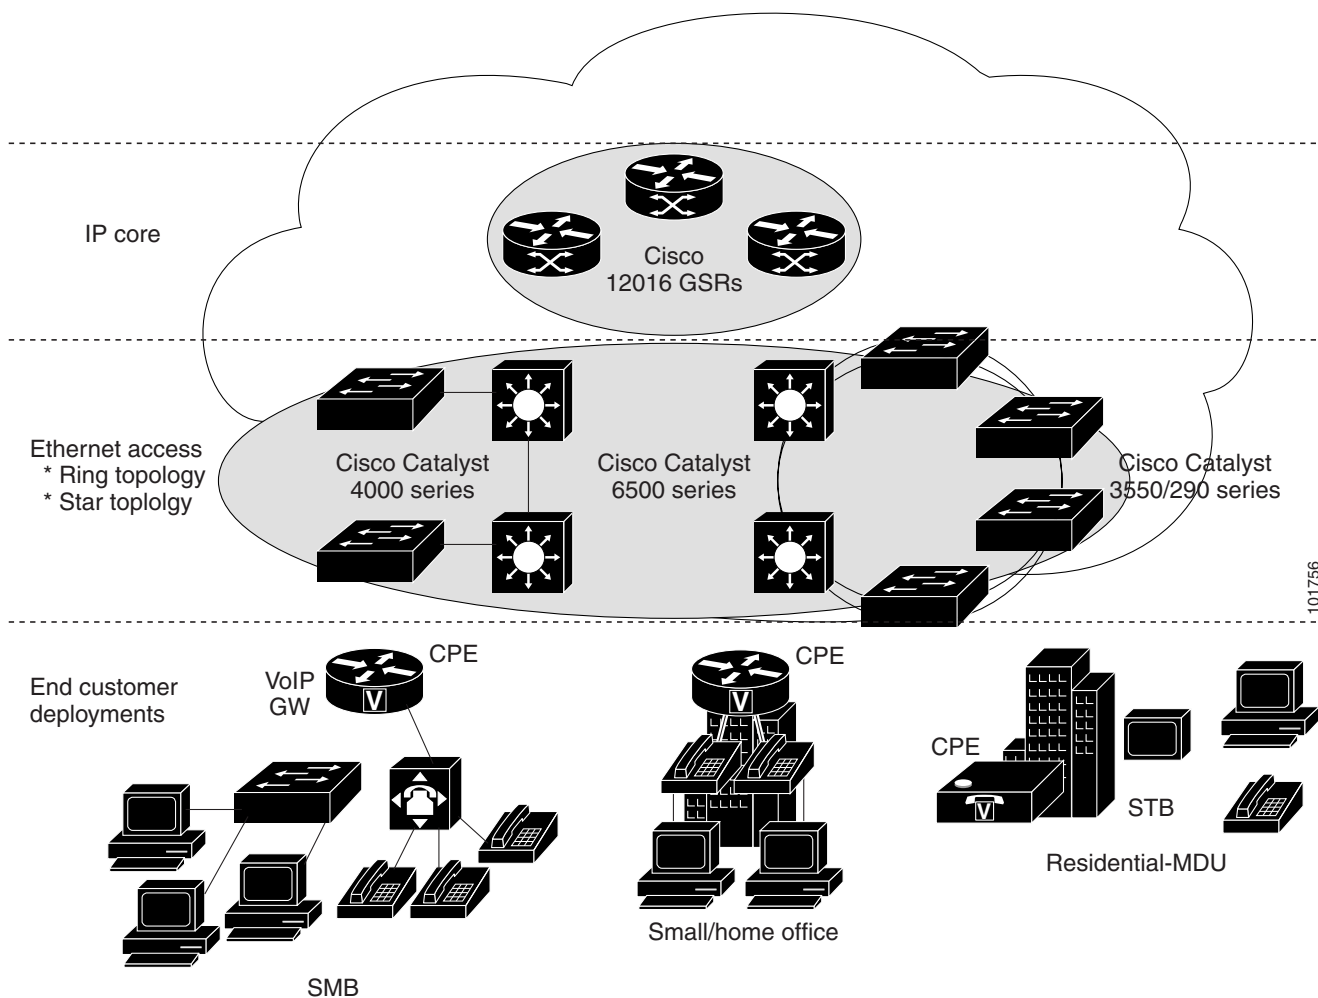 IP core
Cisco
12016 GSRs
Ethernet access
* Ring topology
* Star toplolgy
Cisco Catalyst
4000 series
Cisco Catalyst
6500 series
Cisco Catalyst
3550/290 series
101756
End customer
deployments
VoIP
GW
CPE
V
SMB
CPE
V
Small/home office
CPE
V
STB
Residential-MDU